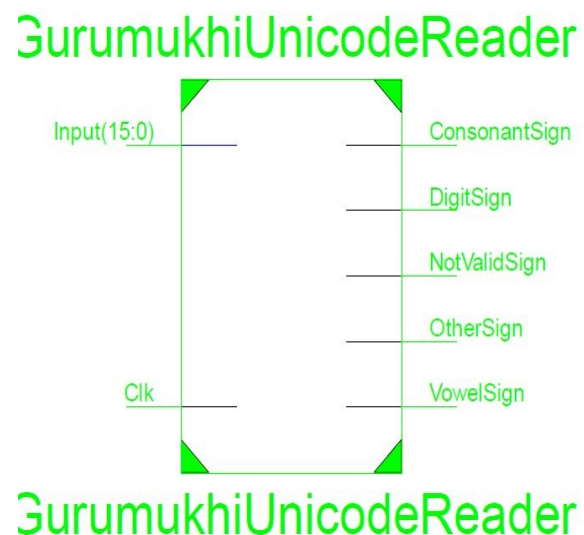 GurumukhiUnicodeReader
Input(15:0)
ConsonantSign
DigitSign
NotValidSign
OtherSign
Clk
VowelSign
GurumukhiUnicodeReader